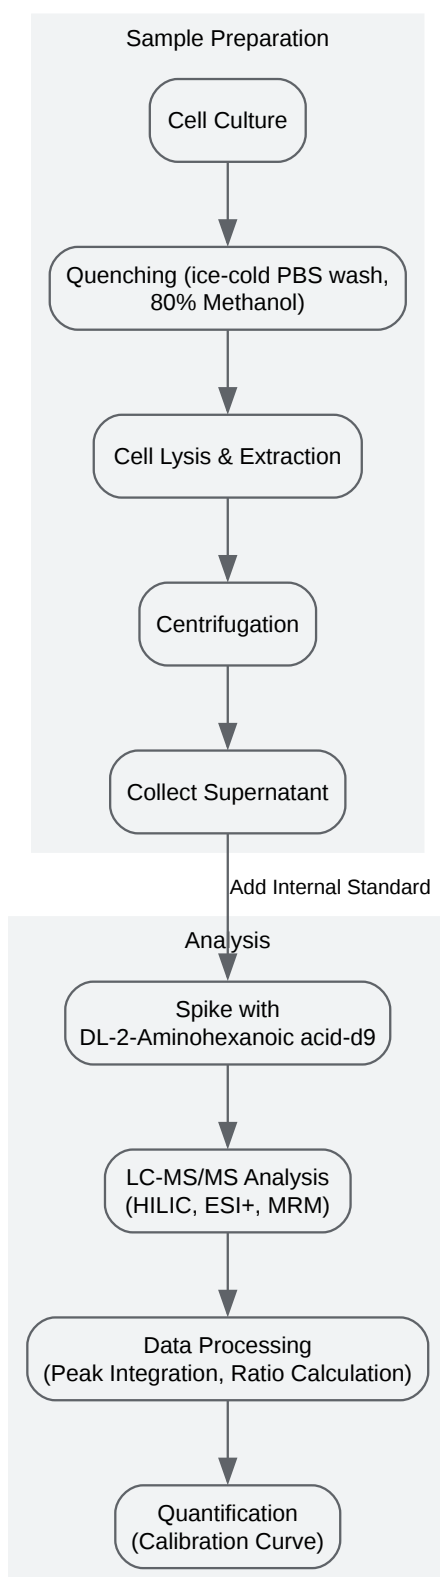 Sample Preparation
Cell Culture
Quenching (ice-cold PBS wash,
80% Methanol)
Cell Lysis & Extraction
Centrifugation
Collect Supernatant
Add Internal Standard
Analysis
Spike with
DL-2-Aminohexanoic acid-d9
LC-MS/MS Analysis
(HILIC, ESI+, MRM)
Data Processing
(Peak Integration, Ratio Calculation)
Quantification
(Calibration Curve)